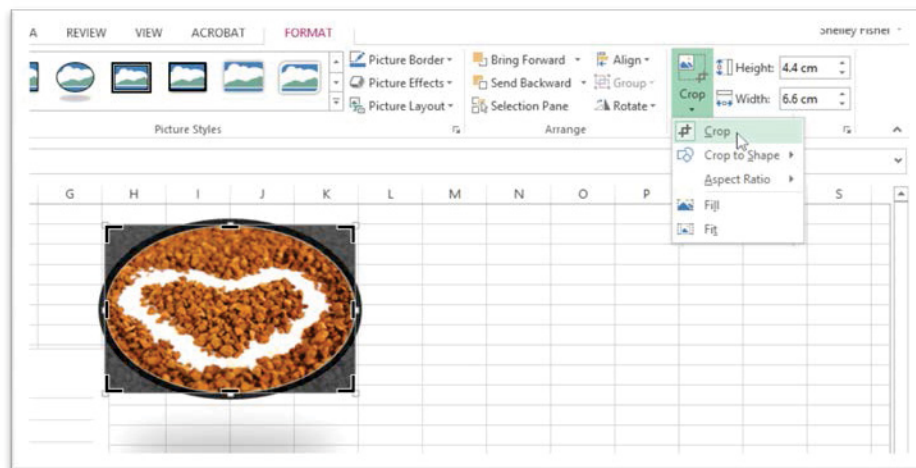 A REVIEW VIEW ACROBAT FORMAT Shelley Fisher
Picture Border Bring Forward Align Height: 4.4 cm
Picture Effects Send Backward Group
Picture Layout Selection Pane Rotate Crop Width: 6.6 cm
Picture Styles Arrange
Crop
Crop to Shape
Aspect Ratio
Fill
Fit
G H I J K L M N O P S